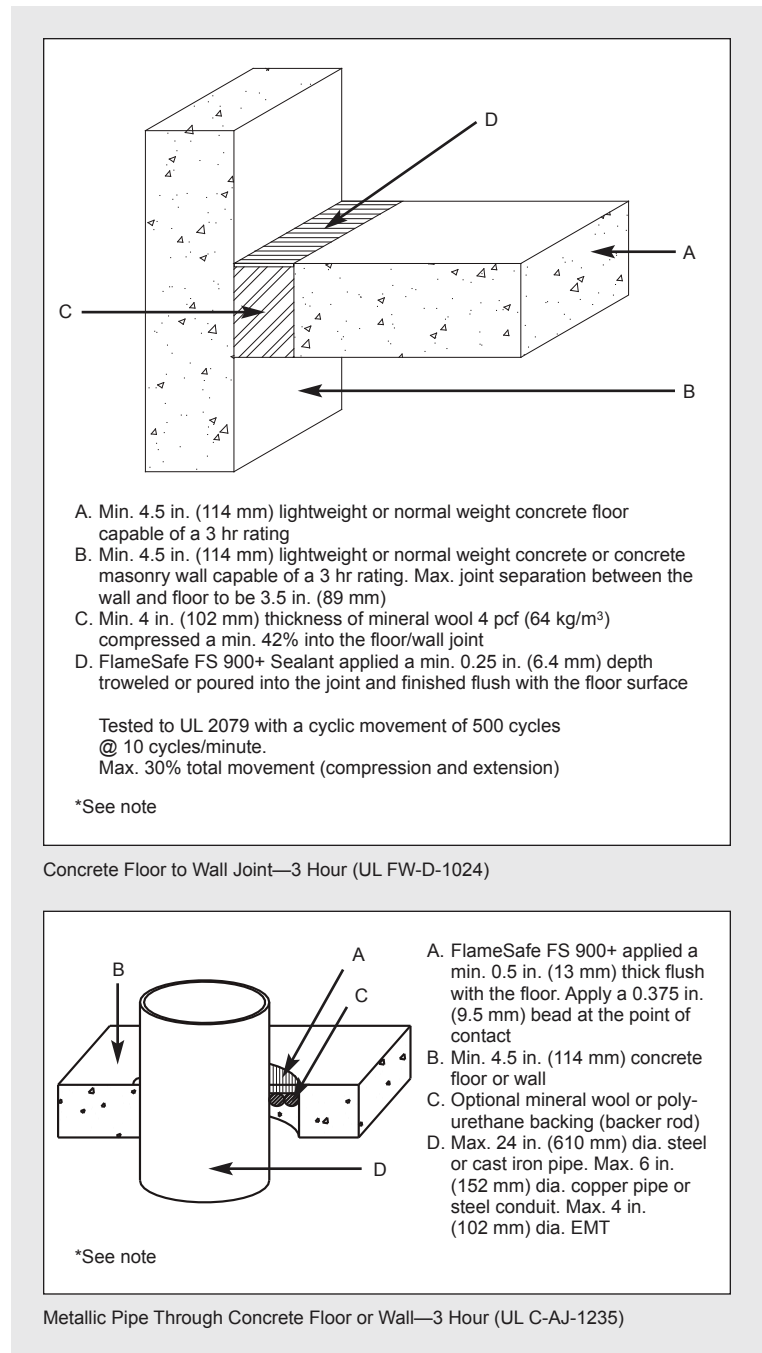 D
A
C
B
A. Min. 4.5 in. (114 mm) lightweight or normal weight concrete floor
capable of a 3 hr rating
B. Min. 4.5 in. (114 mm) lightweight or normal weight concrete or concrete
masonry wall capable of a 3 hr rating. Max. joint separation between the
wall and floor to be 3.5 in. (89 mm)
C. Min. 4 in. (102 mm) thickness of mineral wool 4 pcf (64 kg/m³)
compressed a min. 42% into the floor/wall joint
D. FlameSafe FS 900+ Sealant applied a min. 0.25 in. (6.4 mm) depth
troweled or poured into the joint and finished flush with the floor surface
Tested to UL 2079 with a cyclic movement of 500 cycles
@ 10 cycles/minute.
Max. 30% total movement (compression and extension)
*See note
Concrete Floor to Wall Joint—3 Hour (UL FW-D-1024)
B
A
C
D
A. FlameSafe FS 900+ applied a
min. 0.5 in. (13 mm) thick flush
with the floor. Apply a 0.375 in.
(9.5 mm) bead at the point of
contact
B. Min. 4.5 in. (114 mm) concrete
floor or wall
C. Optional mineral wool or poly-
urethane backing (backer rod)
D. Max. 24 in. (610 mm) dia. steel
or cast iron pipe. Max. 6 in.
(152 mm) dia. copper pipe or
steel conduit. Max. 4 in.
(102 mm) dia. EMT
*See note
Metallic Pipe Through Concrete Floor or Wall—3 Hour (UL C-AJ-1235)